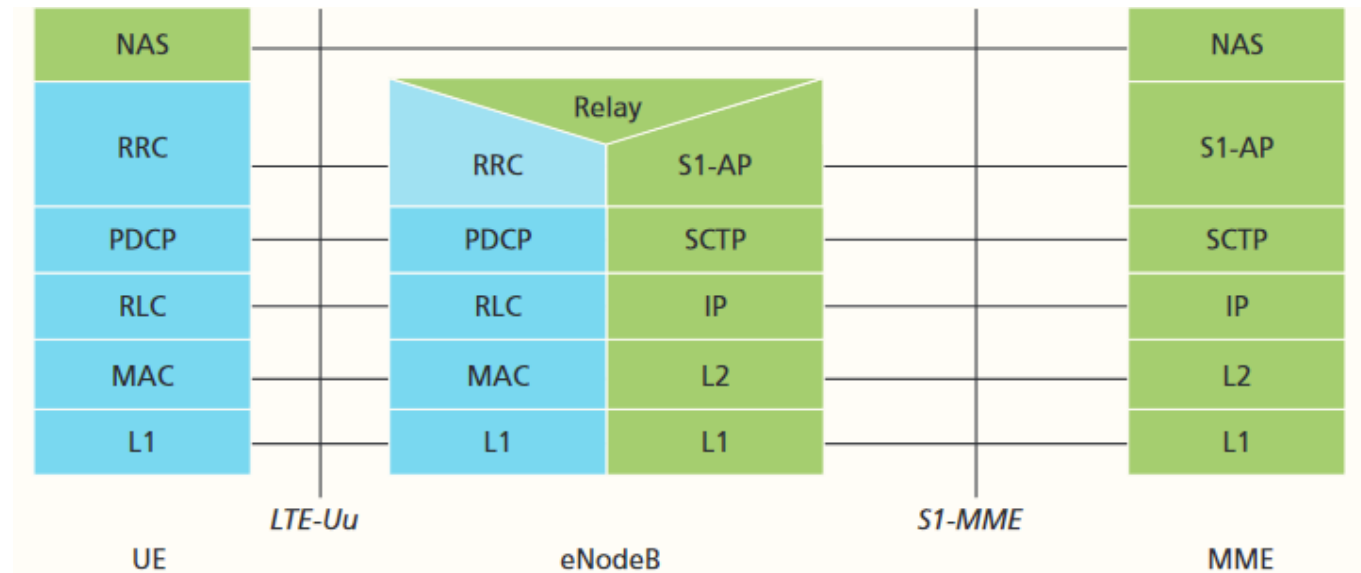 NAS NAS
Relay
RRC RRC S1-AP S1-AP
PDCP PDCP SCTP SCTP
RLC RLC IP IP
MAC MAC L2 L2
L1 L1 L1 L1
LTE-Uu S1-MME
UE eNodeB MME